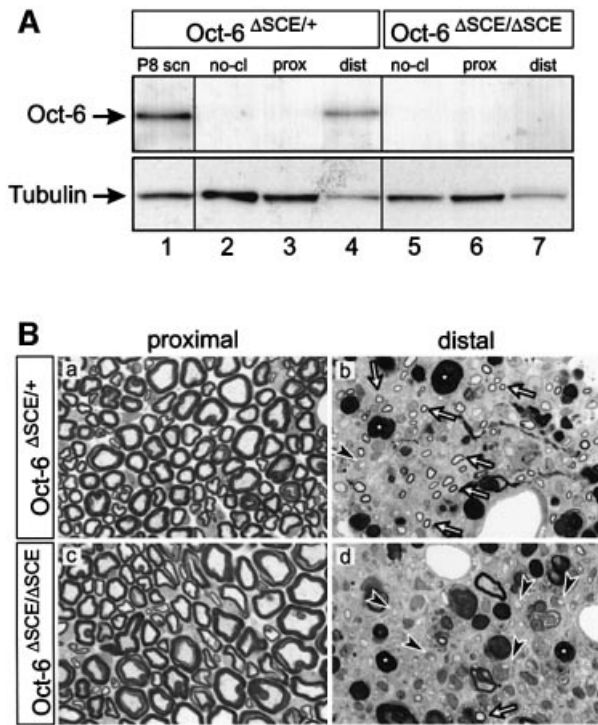 A
Oct-6 ΔSCE/+ Oct-6 ΔSCE/ΔSCE
P8 scn no-cl prox dist no-cl prox dist
Oct-6
Tubulin
1 2 3 4 5 6 7
B
proximal distal
Oct-6 ΔSCE/+
a b
Oct-6 ΔSCE/ΔSCE
c d